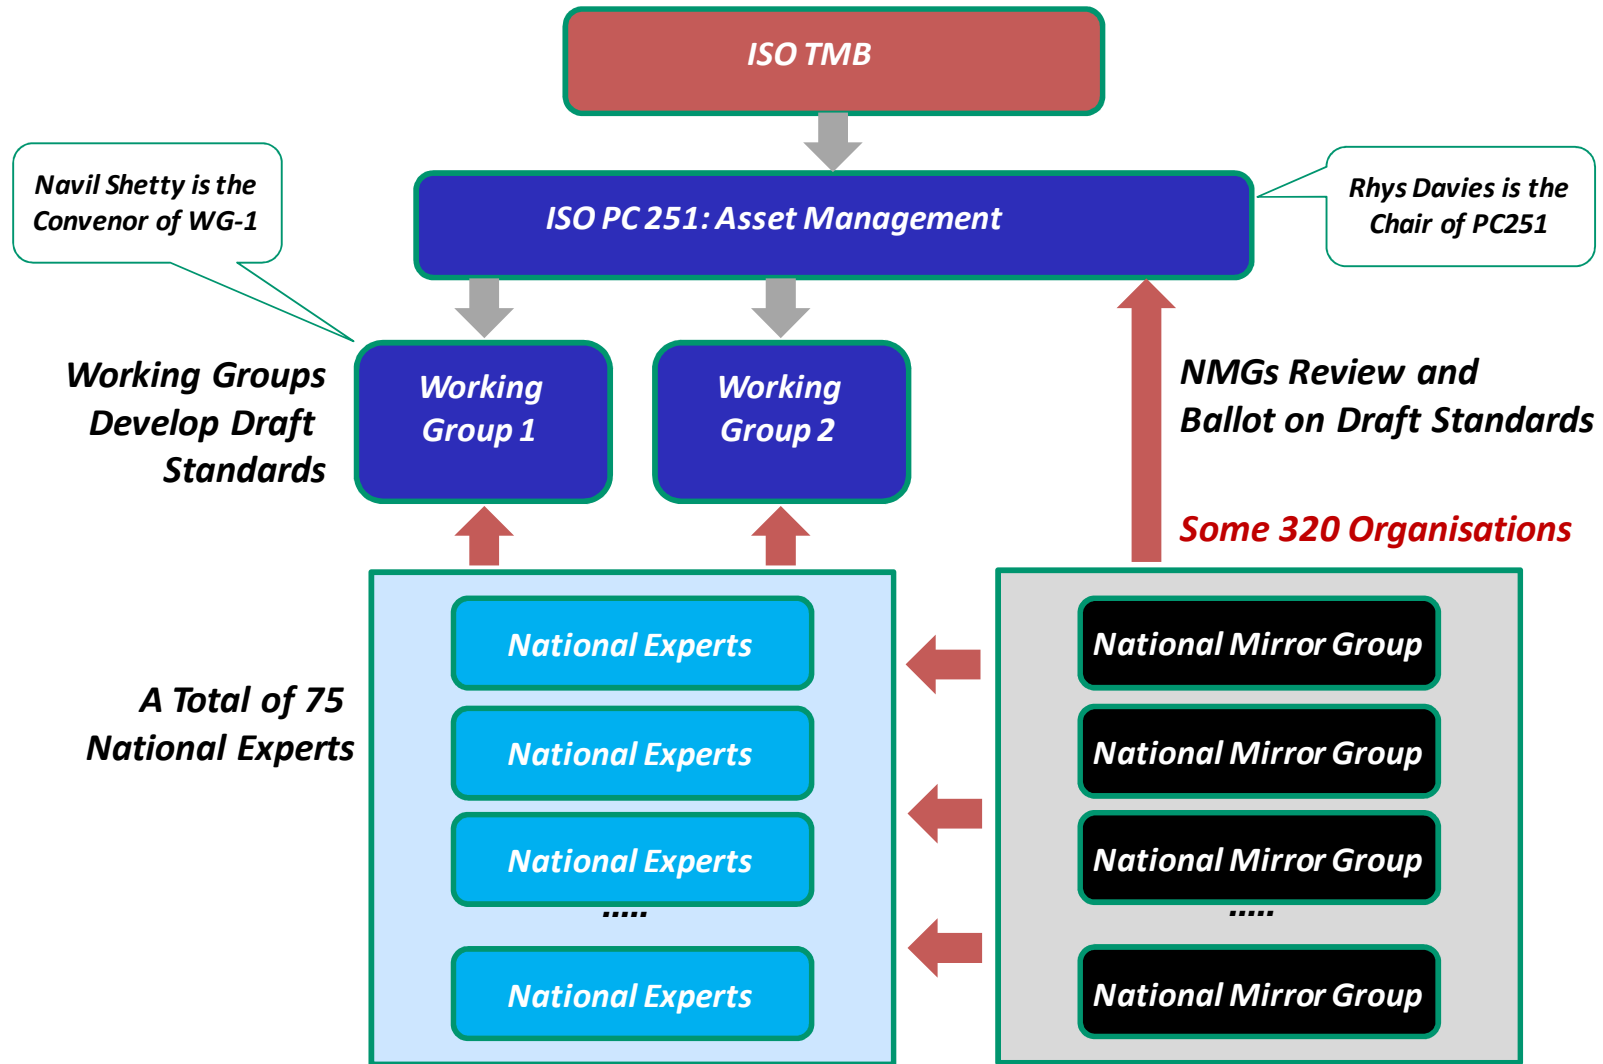 ISO TMB
Navil Shetty is the
Convenor of WG-1
ISO PC 251: Asset Management
Rhys Davies is the
Chair of PC251
Working Groups
Develop Draft
Standards
Working
Group 1
Working
Group 2
NMGs Review and
Ballot on Draft Standards
Some 320 Organisations
A Total of 75
National Experts
National Experts
National Experts
National Experts
.....
National Experts
National Mirror Group
National Mirror Group
National Mirror Group
.....
National Mirror Group